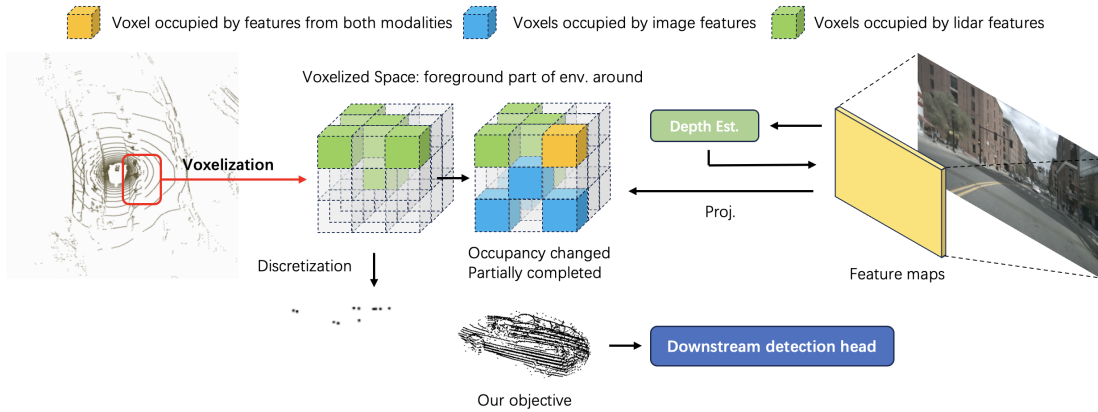 Voxel occupied by features from both modalities
Voxels occupied by image features
Voxels occupied by lidar features
Voxelized Space: foreground part of env. around
Voxelization
Depth Est.
Proj.
Occupancy changed
Partially completed
Discretization
Feature maps
Downstream detection head
Our objective